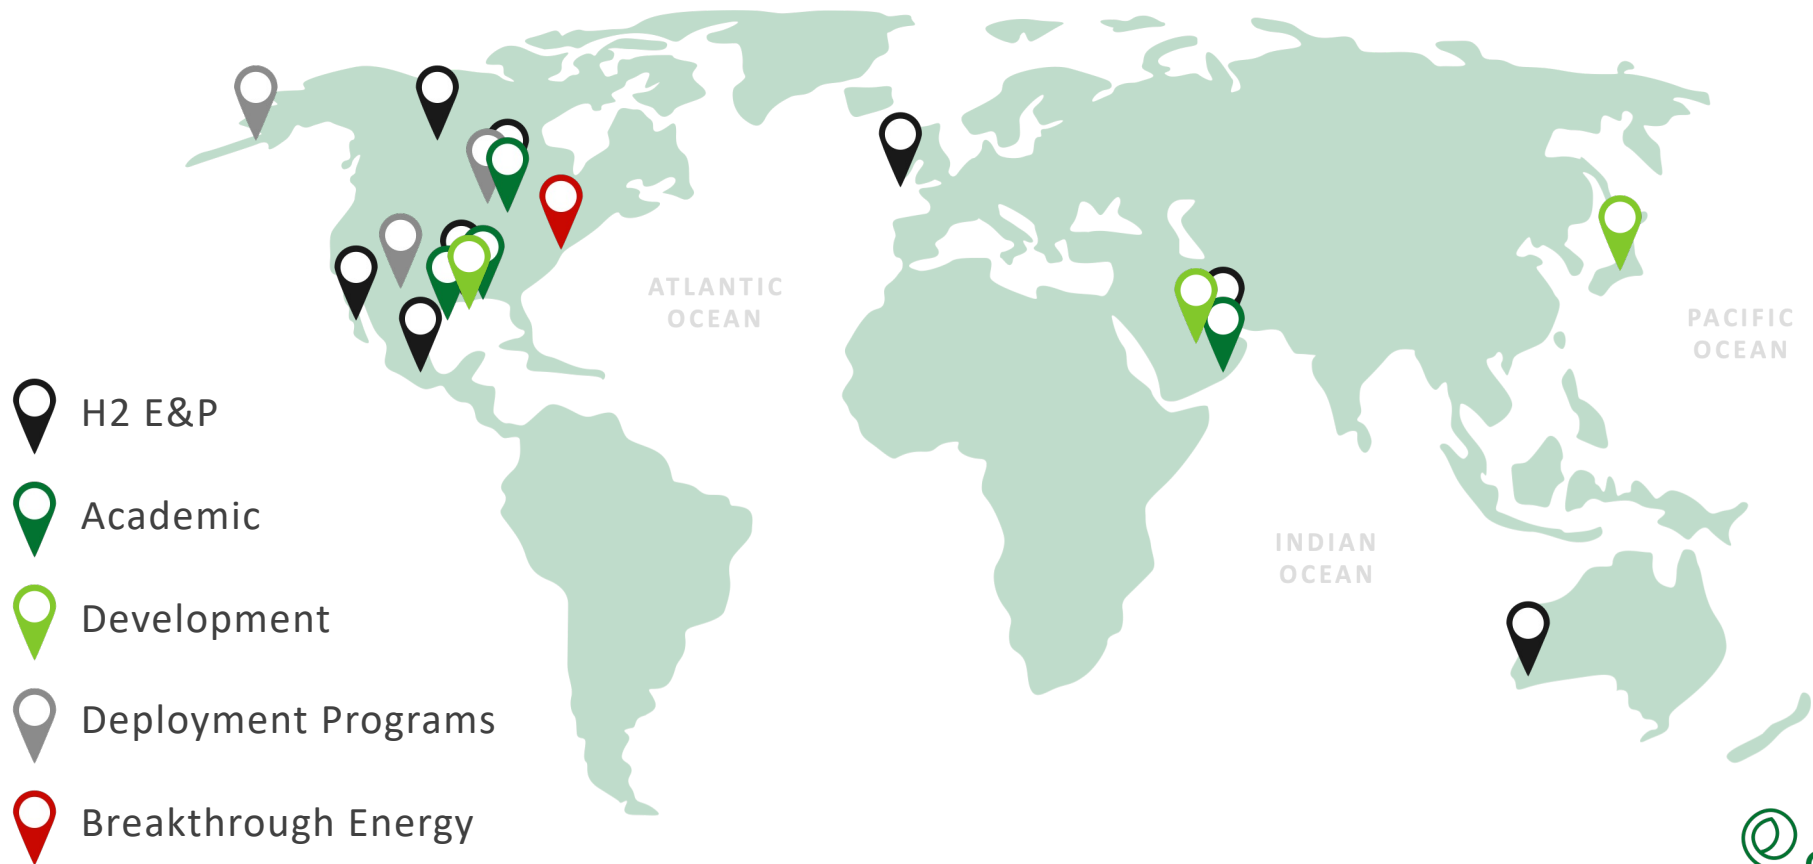 ATLANTIC
OCEAN
PACIFIC
OCEAN
H2 E&P
Academic
INDIAN
OCEAN
Development
Deployment Programs
Breakthrough Energy